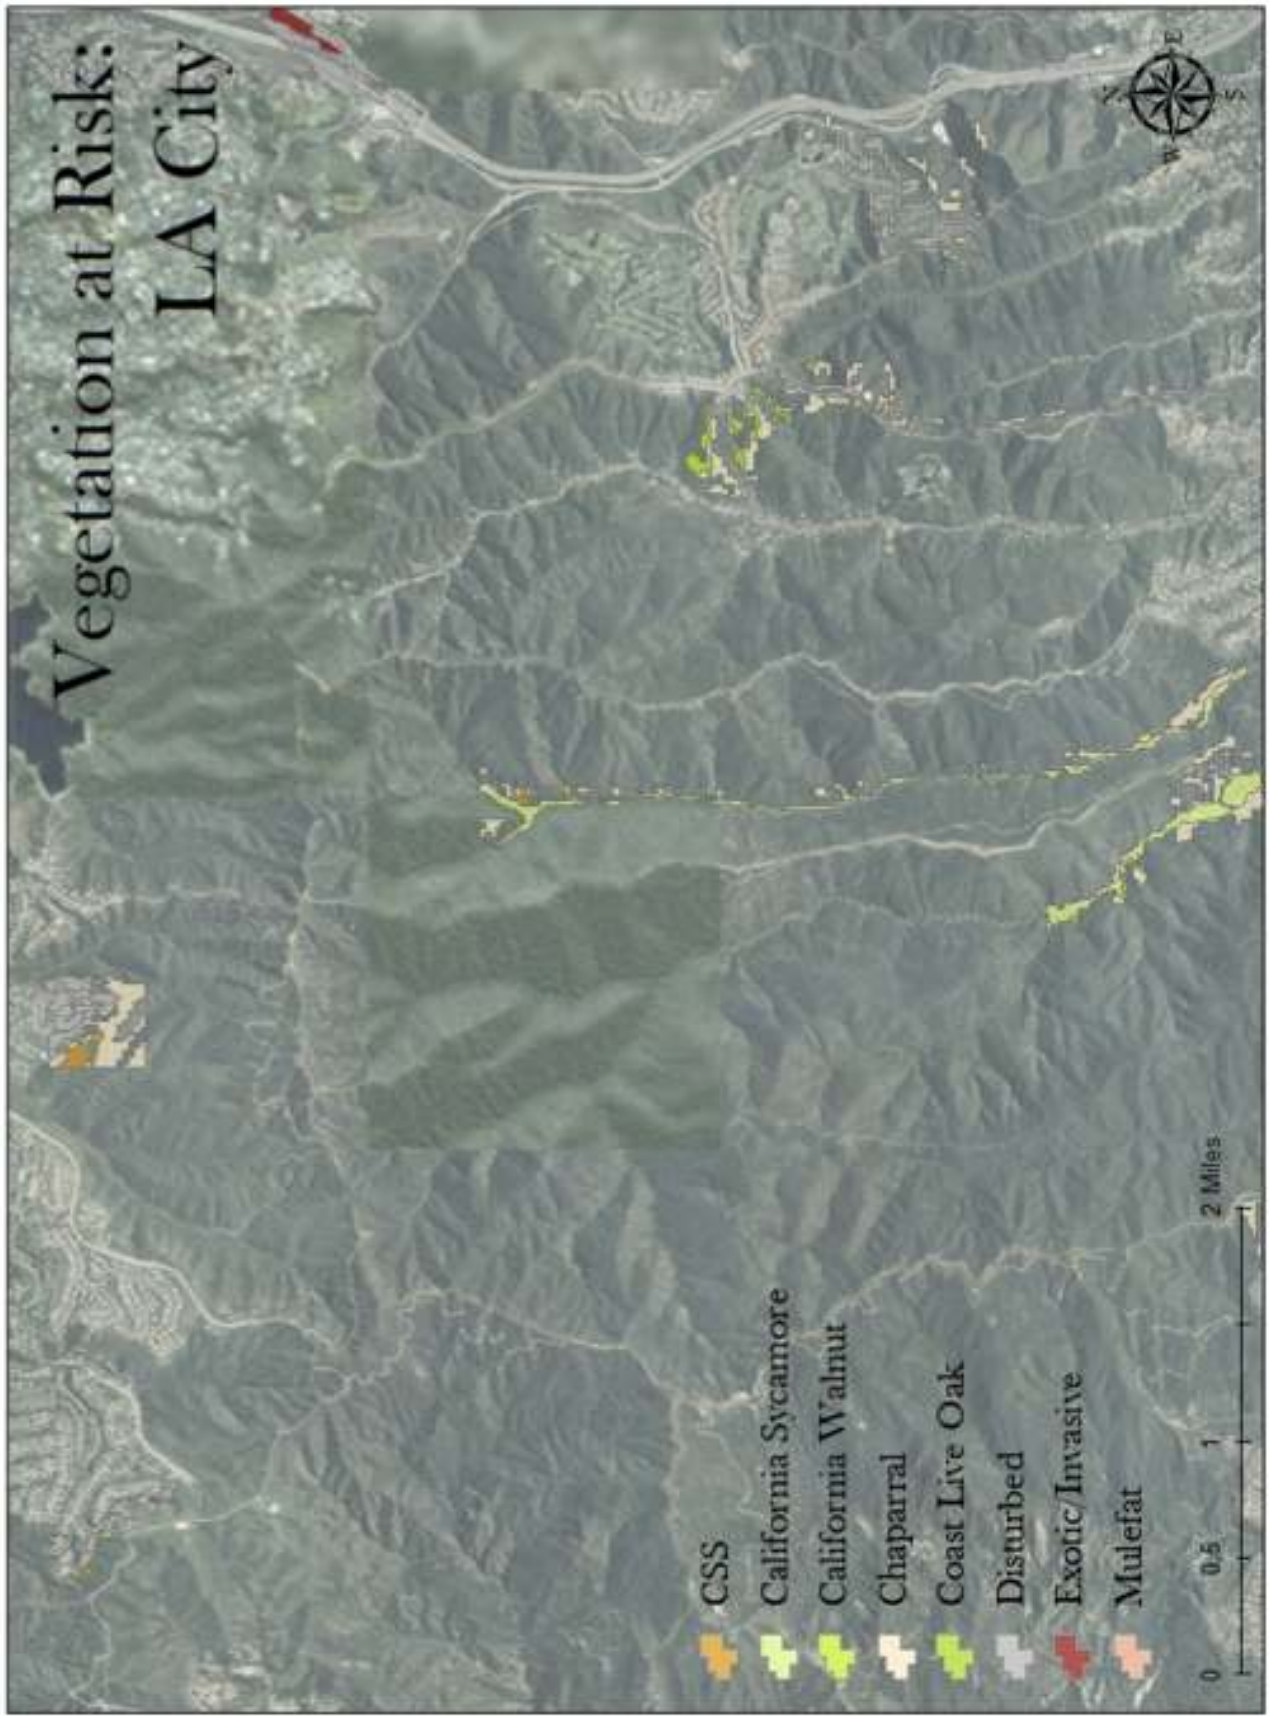 Vegetation at Risk:
LA City
N
E
S
W
CSS
California Sycamore
California Walnut
Chaparral
Coast Live Oak
Disturbed
Exotic/Invasive
Mulefat
0 0.5 1 2 Miles